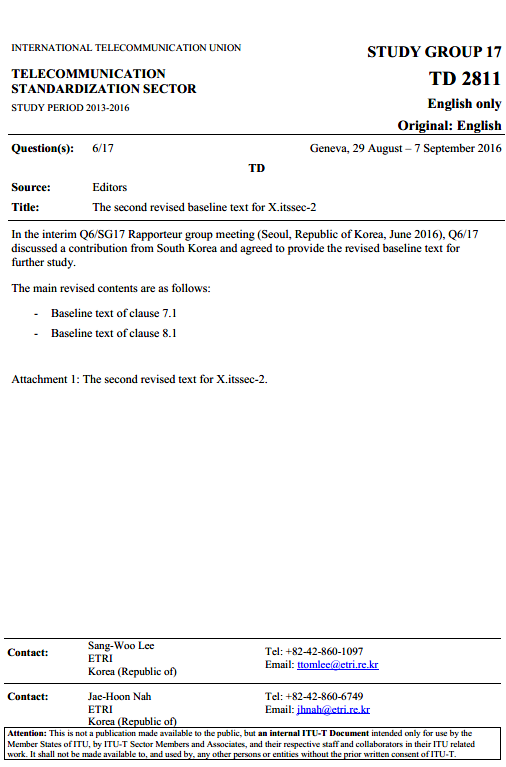 INTERNATIONAL TELECOMMUNICATION UNION
STUDY GROUP 17
TELECOMMUNICATION
STANDARDIZATION SECTOR
TD 2811
English only
STUDY PERIOD 2013-2016
Original: English
Question(s): 6/17 Geneva, 29 August – 7 September 2016
TD
Source: Editors
Title: The second revised baseline text for X.itssec-2
In the interim Q6/SG17 Rapporteur group meeting (Seoul, Republic of Korea, June 2016), Q6/17
discussed a contribution from South Korea and agreed to provide the revised baseline text for
further study.
The main revised contents are as follows:
- Baseline text of clause 7.1
- Baseline text of clause 8.1
Attachment 1: The second revised text for X.itssec-2.
Contact: Sang-Woo Lee
ETRI
Korea (Republic of)
Tel: +82-42-860-1097
Email: ttomlee@etri.re.kr
Contact: Jae-Hoon Nah
ETRI
Korea (Republic of)
Tel: +82-42-860-6749
Email: jhnah@etri.re.kr
Attention: This is not a publication made available to the public, but an internal ITU-T Document intended only for use by the
Member States of ITU, by ITU-T Sector Members and Associates, and their respective staff and collaborators in their ITU related
work. It shall not be made available to, and used by, any other persons or entities without the prior written consent of ITU-T.